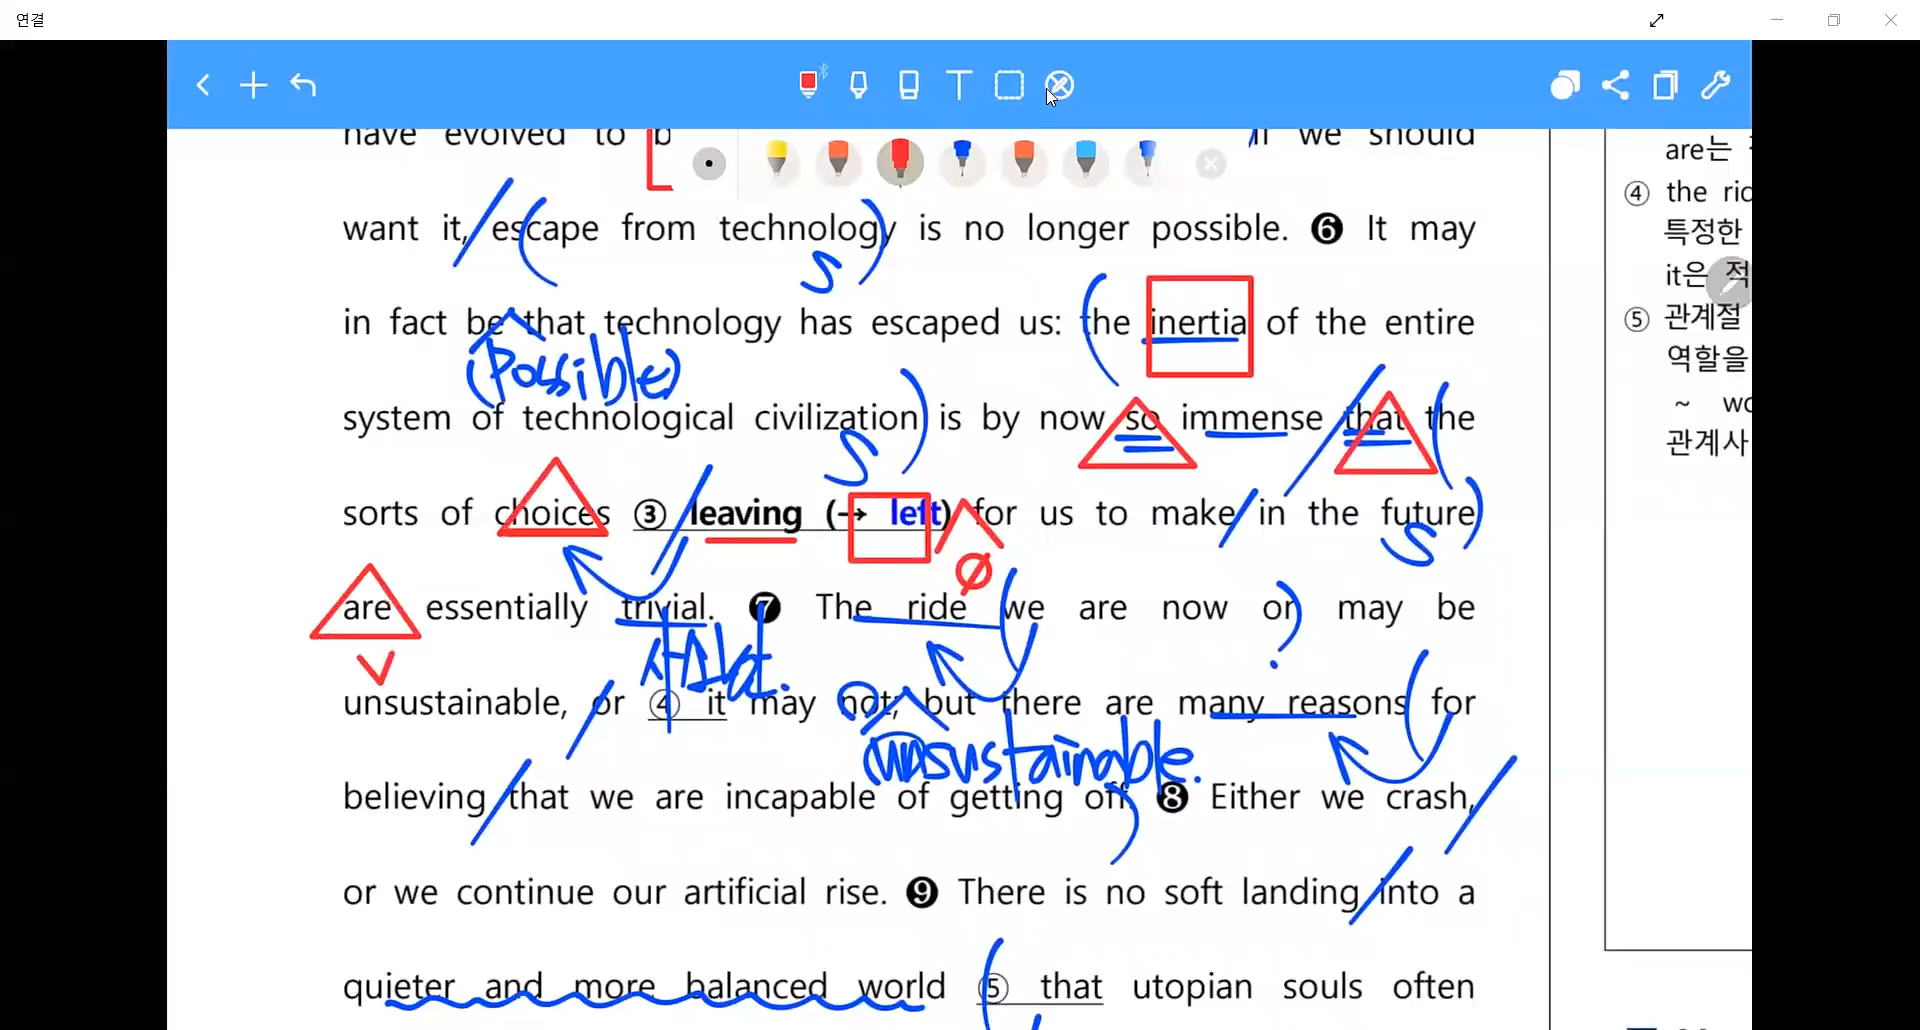 연결
have evolved to b
if we should
want it, escape from technology is no longer possible. ❻ It may
S
in fact be that technology has escaped us: the inertia of the entire
(Possible)
system of technological civilization is by now so immense that the
S
sorts of choices ③ leaving (→ left) for us to make in the future
S
Ø
are essentially trivial. ❼ The ride we are now on may be
?
unsustainable, or ④ it may not; but there are many reasons for
unsustainable.
believing that we are incapable of getting off. ❽ Either we crash,
or we continue our artificial rise. ❾ There is no soft landing into a
quieter and more balanced world ⑤ that utopian souls often
are는
④ the ric
특정한
it은 적
⑤ 관계절
역할을
~ wo
관계사